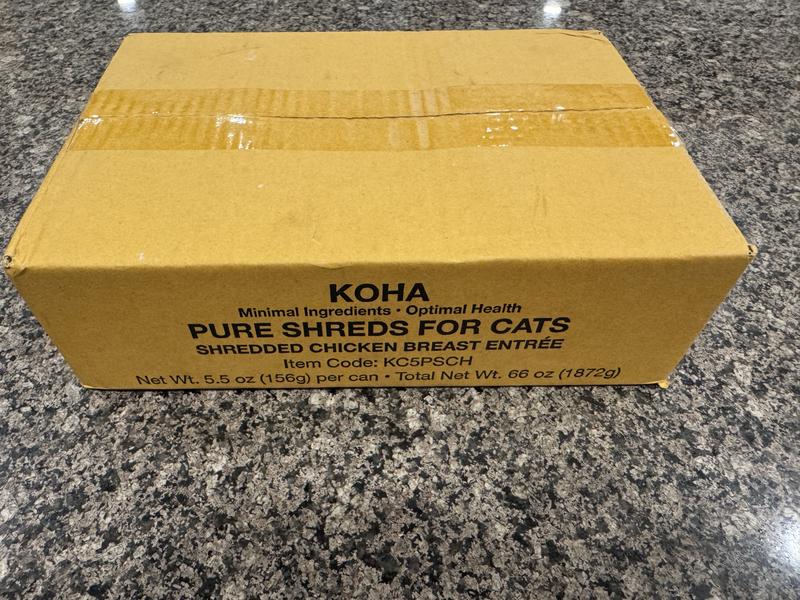 KOHA
Minimal Ingredients • Optimal Health
PURE SHREDS FOR CATS
SHREDDED CHICKEN BREAST ENTRÉE
Item Code: KC5PSCH
Net Wt. 5.5 oz (156g) per can • Total Net Wt. 66 oz (1872g)